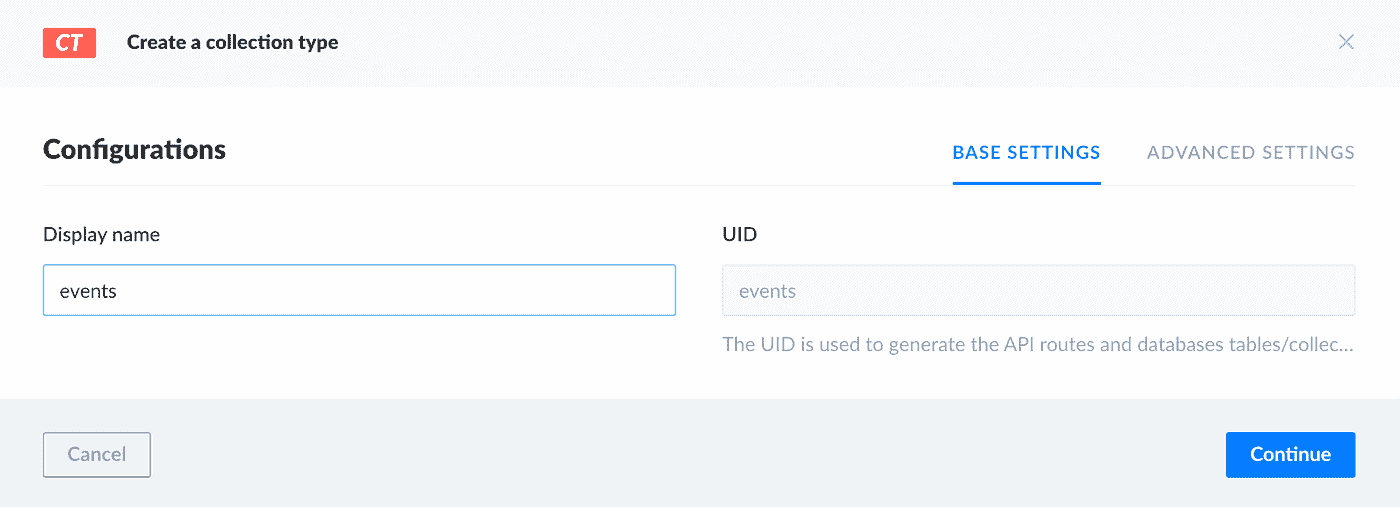 CT Create a collection type
Configurations
BASE SETTINGS ADVANCED SETTINGS
Display name UID
events events
The UID is used to generate the API routes and databases tables/collec...
Cancel Continue